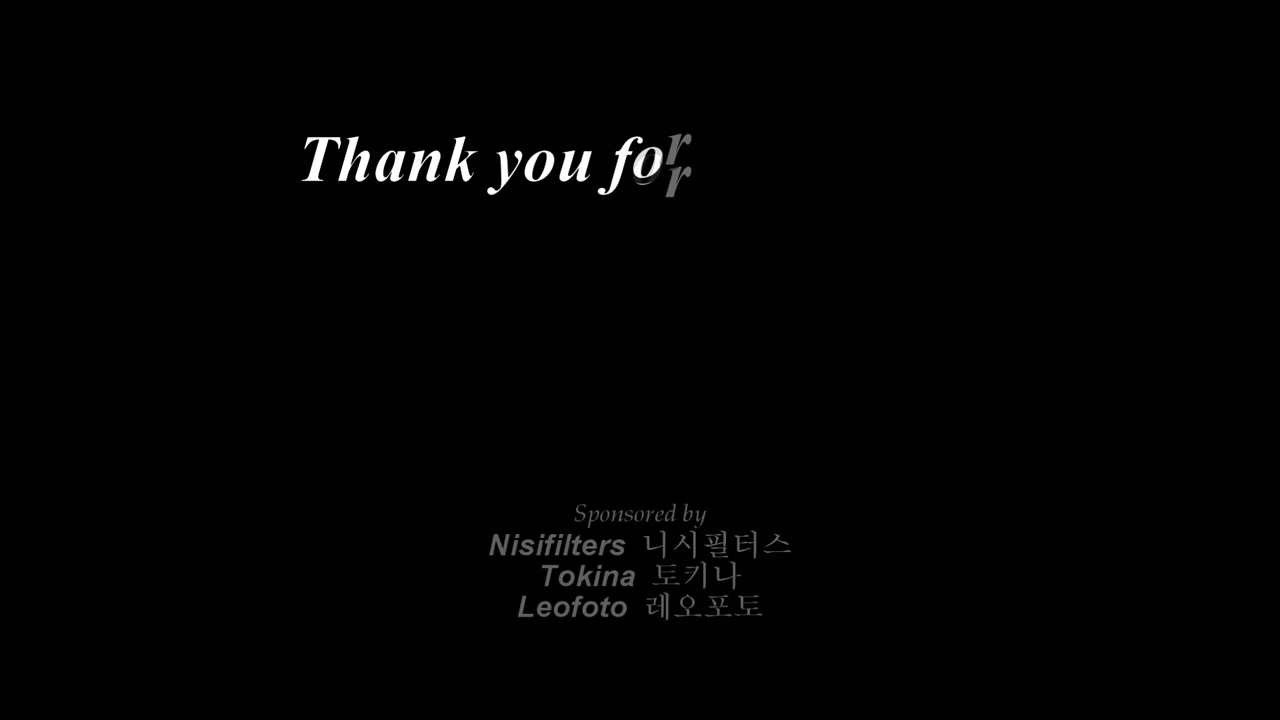 Thank you for
Sponsored by
Nisifilters 니시필터스
Tokina 토키나
Leofoto 레오포토